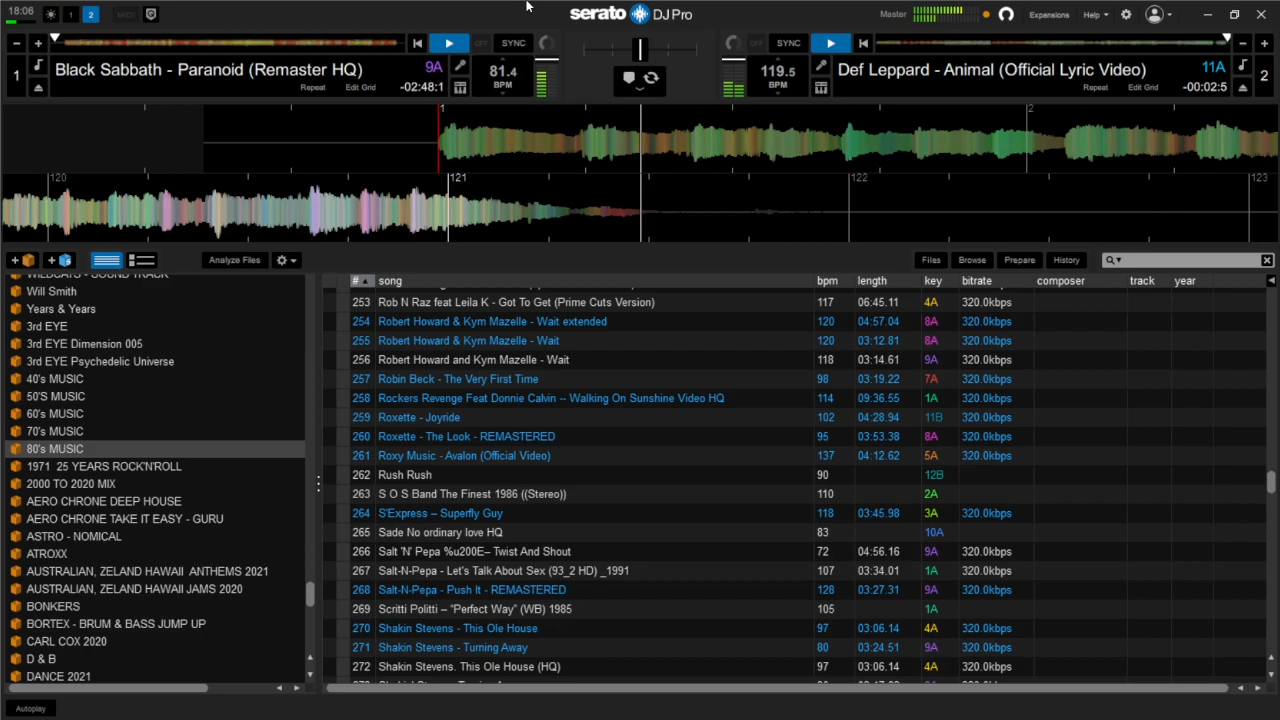 18:06 1 2 MIDI serato DJ Pro Master Expansions Help
OFF SYNC OFF SYNC
1 Black Sabbath - Paranoid (Remaster HQ) 9A 81.4 119.5 Def Leppard - Animal (Official Lyric Video) 11A 2
Repeat Edit Grid -02:48:1 BPM BPM Repeat Edit Grid -00:02:5
1 2
120 121 122 123
Analyze Files Files Browse Prepare History
WILDCATS - SOUND TRACK
Will Smith
Years & Years
3rd EYE
3rd EYE Dimension 005
3rd EYE Psychedelic Universe
40's MUSIC
50'S MUSIC
60's MUSIC
70's MUSIC
80's MUSIC
1971 25 YEARS ROCK'N'ROLL
2000 TO 2020 MIX
AERO CHRONE DEEP HOUSE
AERO CHRONE TAKE IT EASY - GURU
ASTRO - NOMICAL
ATROXX
AUSTRALIAN, ZELAND HAWAII ANTHEMS 2021
AUSTRALIAN, ZELAND HAWAII JAMS 2020
BONKERS
BORTEX - BRUM & BASS JUMP UP
CARL COX 2020
D & B
DANCE 2021
# song bpm length key bitrate composer track year
253 Rob N Raz feat Leila K - Got To Get (Prime Cuts Version) 117 06:45.11 4A 320.0kbps
254 Robert Howard & Kym Mazelle - Wait extended 120 04:57.04 8A 320.0kbps
255 Robert Howard & Kym Mazelle - Wait 120 03:12.81 8A 320.0kbps
256 Robert Howard and Kym Mazelle - Wait 118 03:14.61 9A 320.0kbps
257 Robin Beck - The Very First Time 98 03:19.22 7A 320.0kbps
258 Rockers Revenge Feat Donnie Calvin -- Walking On Sunshine Video HQ 114 09:36.55 1A 320.0kbps
259 Roxette - Joyride 102 04:28.94 11B 320.0kbps
260 Roxette - The Look - REMASTERED 95 03:53.38 8A 320.0kbps
261 Roxy Music - Avalon (Official Video) 137 04:12.62 5A 320.0kbps
262 Rush Rush 90 12B
263 S O S Band The Finest 1986 ((Stereo)) 110 2A
264 S'Express – Superfly Guy 118 03:45.98 3A 320.0kbps
265 Sade No ordinary love HQ 83 10A
266 Salt 'N' Pepa %u200E– Twist And Shout 72 04:56.16 9A 320.0kbps
267 Salt-N-Pepa - Let's Talk About Sex (93_2 HD) _1991 107 03:34.01 1A 320.0kbps
268 Salt-N-Pepa - Push It - REMASTERED 128 03:27.31 9A 320.0kbps
269 Scritti Politti – “Perfect Way” (WB) 1985 105 1A
270 Shakin Stevens - This Ole House 97 03:06.14 4A 320.0kbps
271 Shakin Stevens - Turning Away 80 03:24.51 9A 320.0kbps
272 Shakin Stevens. This Ole House (HQ) 97 03:06.14 4A 320.0kbps
Autoplay